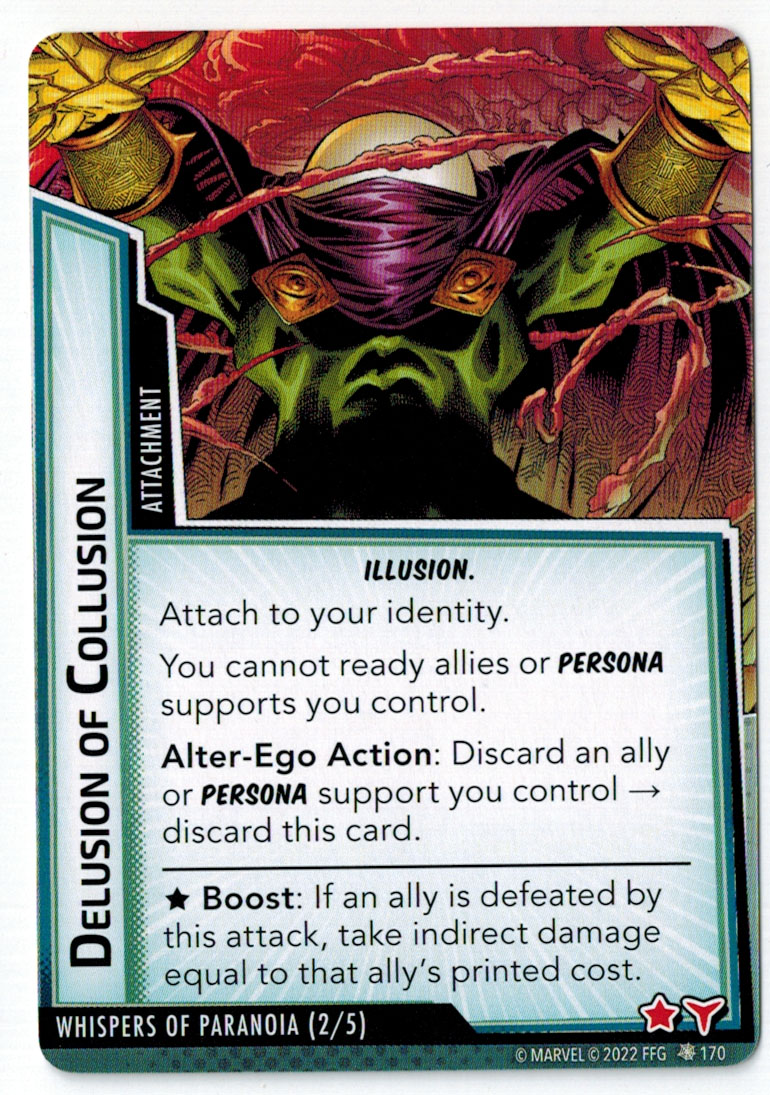 ATTACHMENT
DELUSION OF COLLUSION
ILLUSION.
Attach to your identity.
You cannot ready allies or PERSONA
supports you control.
Alter-Ego Action: Discard an ally
or PERSONA support you control →
discard this card.
★ Boost: If an ally is defeated by
this attack, take indirect damage
equal to that ally's printed cost.
WHISPERS OF PARANOIA (2/5)
© MARVEL © 2022 FFG 170